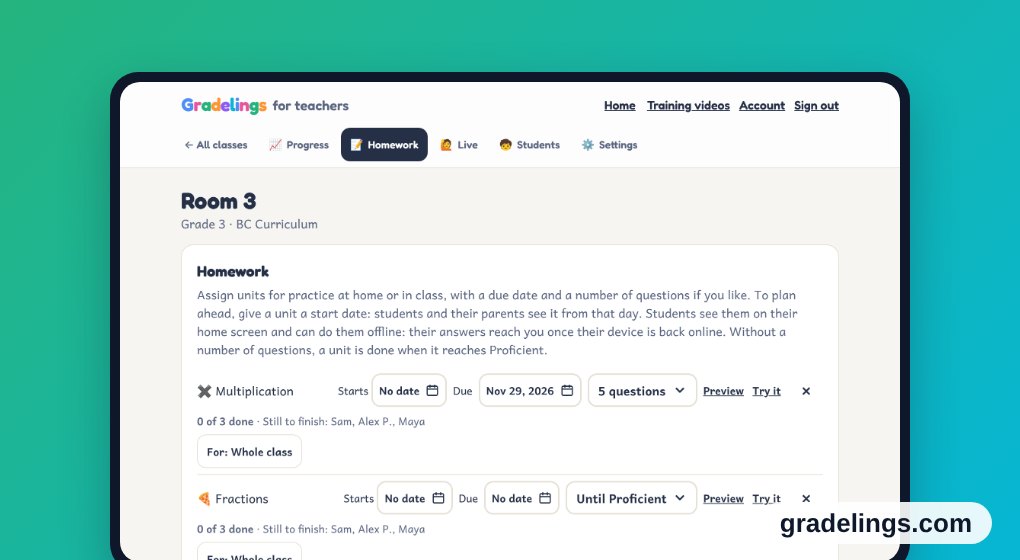 Gradelings for teachers
Home Training videos Account Sign out
← All classes Progress Homework Live Students Settings
Room 3
Grade 3 · BC Curriculum
Homework
Assign units for practice at home or in class, with a due date and a number of questions if you like. To plan
ahead, give a unit a start date: students and their parents see it from that day. Students see them on their
home screen and can do them offline: their answers reach you once their device is back online. Without a
number of questions, a unit is done when it reaches Proficient.
Multiplication Starts No date Due Nov 29, 2026 5 questions Preview Try it ×
0 of 3 done · Still to finish: Sam, Alex P., Maya
For: Whole class
Fractions Starts No date Due No date Until Proficient Preview Try it ×
0 of 3 done · Still to finish: Sam, Alex P., Maya
For: Whole class
gradelings.com